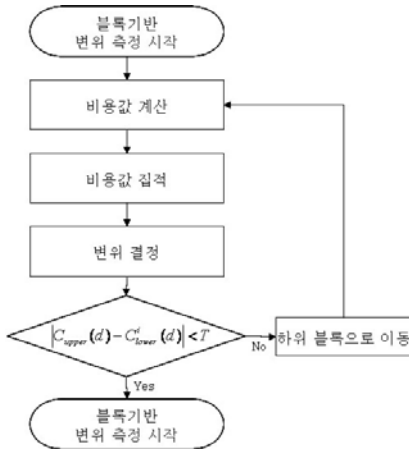 블록기반
변위 측정 시작
비용값 계산
비용값 집적
변위 결정
|C_upper(d) − C^i_lower(d)| < T
No
하위 블록으로 이동
Yes
블록기반
변위 측정 시작